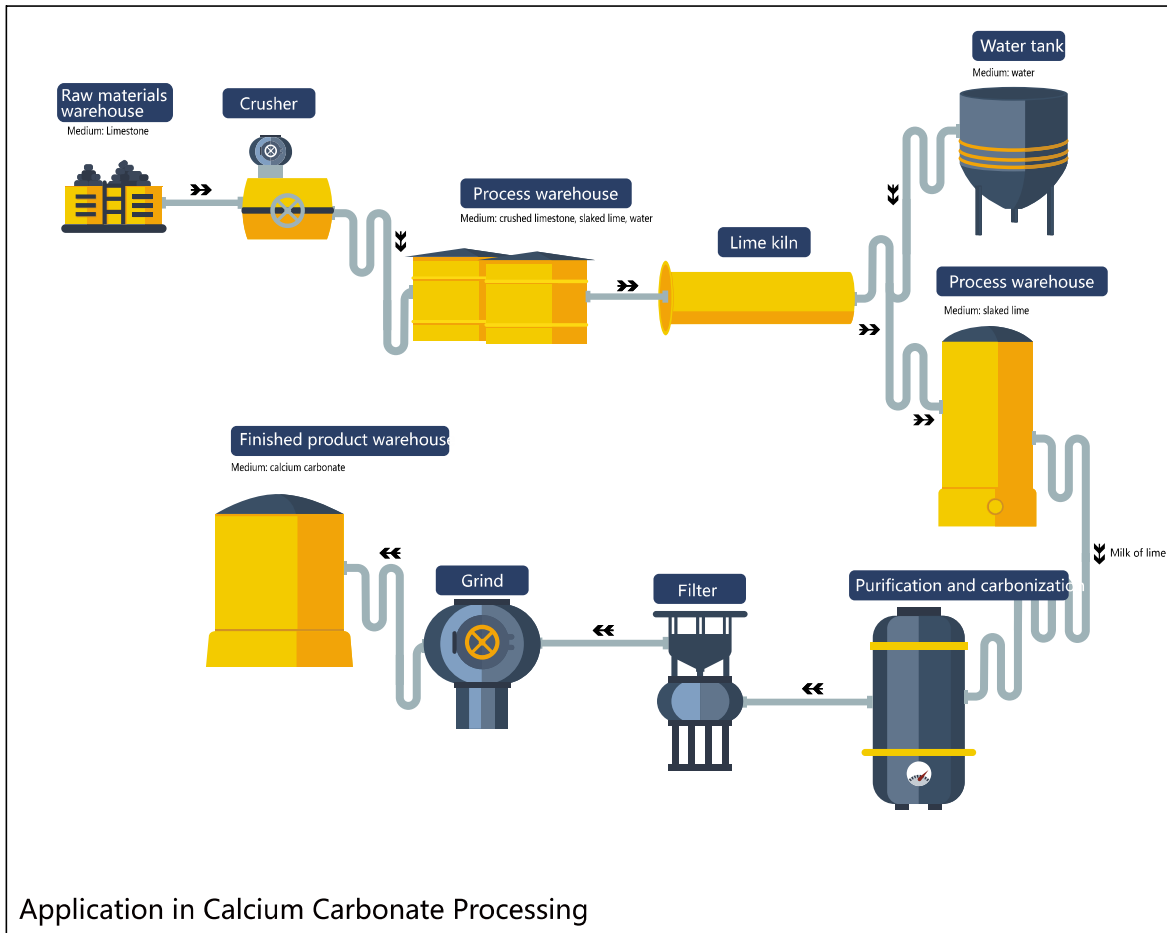 Water tank
Medium: water
Raw materials
warehouse
Medium: Limestone
Crusher
Process warehouse
Medium: crushed limestone, slaked lime, water
Lime kiln
Process warehouse
Medium: slaked lime
Finished product warehouse
Medium: calcium carbonate
Milk of lime
Grind
Filter
Purification and carbonization
Application in Calcium Carbonate Processing